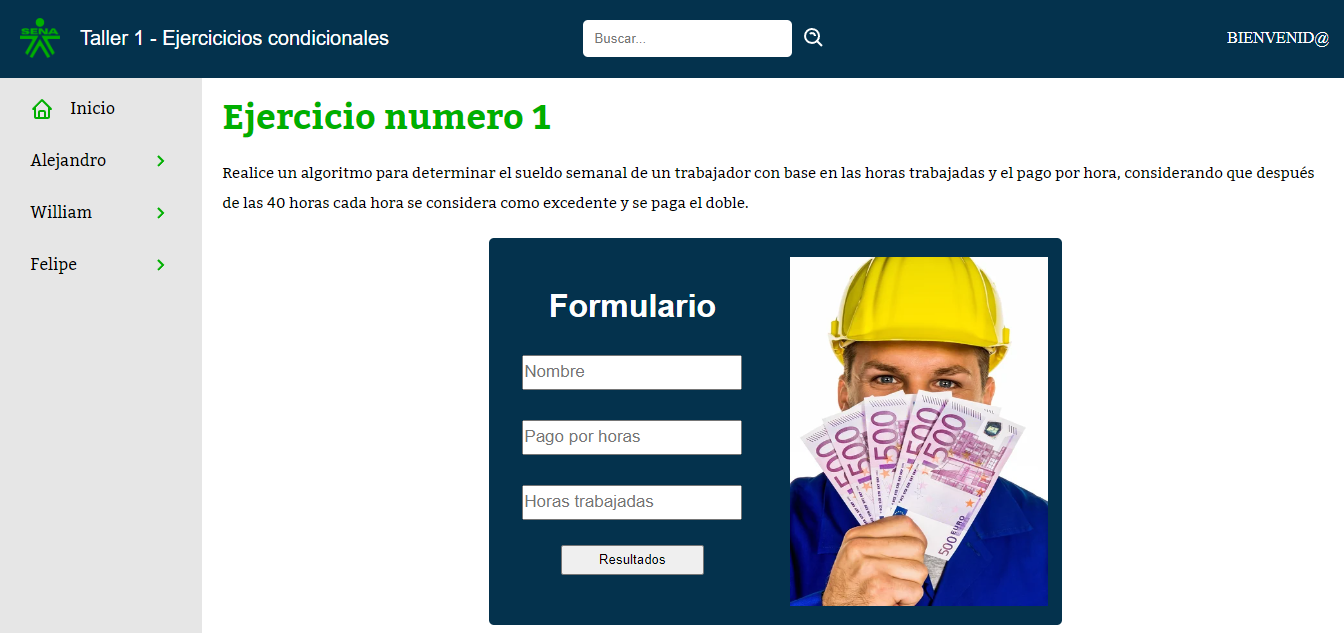 SENA
Taller 1 - Ejercicicios condicionales
Buscar...
BIENVENID@
Inicio
Alejandro
William
Felipe
Ejercicio numero 1
Realice un algoritmo para determinar el sueldo semanal de un trabajador con base en las horas trabajadas y el pago por hora, considerando que después
de las 40 horas cada hora se considera como excedente y se paga el doble.
Formulario
Nombre
Pago por horas
Horas trabajadas
Resultados
500
500
500
500
500
500 EURO